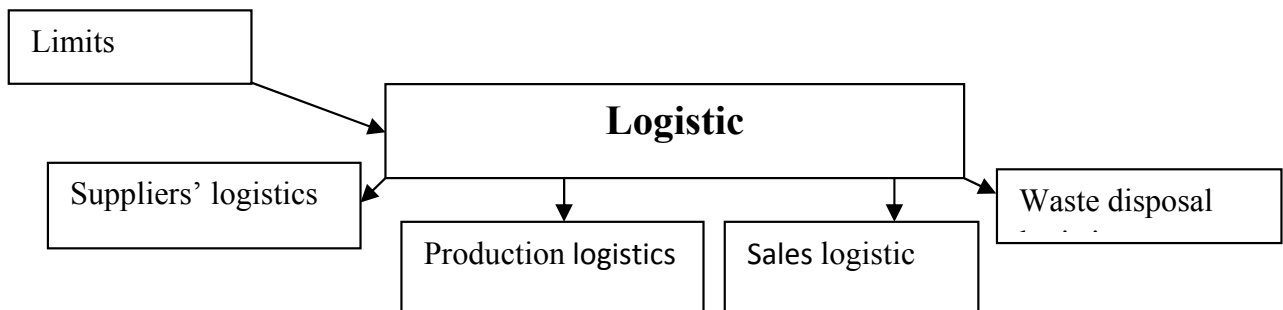 Limits
Logistic
Suppliers’ logistics
Waste disposal
Production logistics
Sales logistic